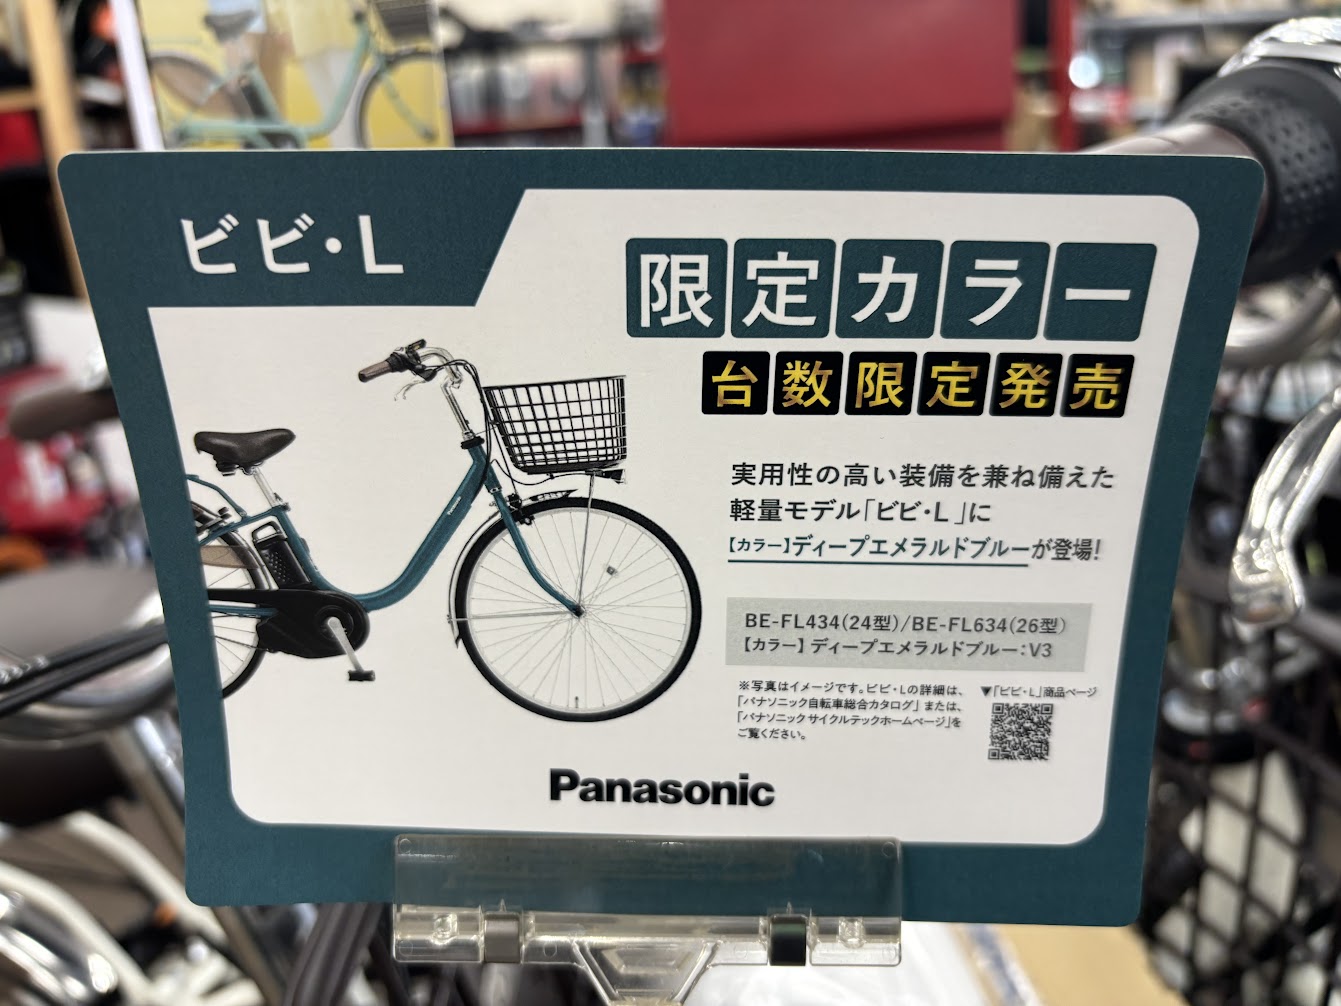 ビビ・L
限定カラー
台数限定発売
実用性の高い装備を兼ね備えた
軽量モデル「ビビ・L」に
【カラー】ディープエメラルドブルーが登場!
BE-FL434(24型)/BE-FL634(26型)
【カラー】ディープエメラルドブルー:V3
※写真はイメージです。ビビ・Lの詳細は、
「パナソニック自転車総合カタログ」または、
「パナソニック サイクルテックホームページ」を
ご覧ください。
▼「ビビ・L」商品ページ
Panasonic
Panasonic